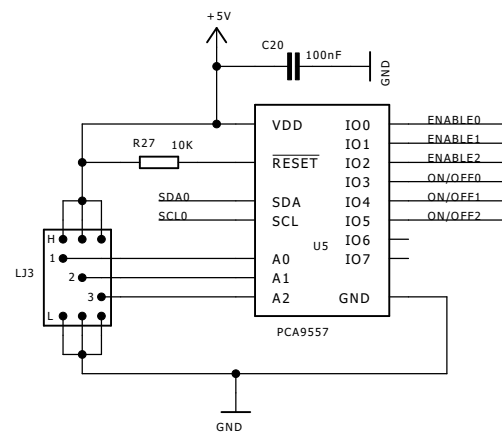 +5V
C20
100nF
GND
VDD
IO0
ENABLE0
IO1
ENABLE1
R27
10K
RESET
IO2
ENABLE2
IO3
ON/OFF0
SDA0
SDA
IO4
ON/OFF1
SCL0
SCL
IO5
ON/OFF2
H
U5
IO6
LJ3
1
A0
IO7
2
A1
3
A2
GND
L
PCA9557
GND